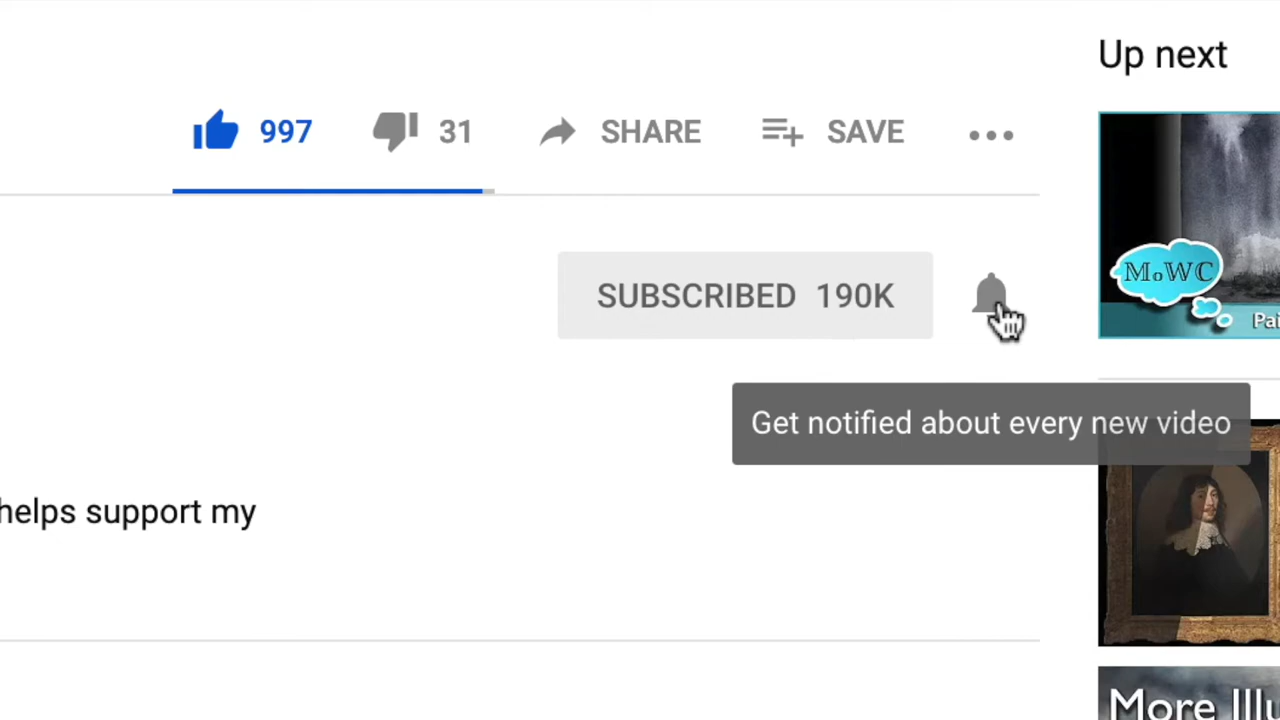 Up next
997 31 SHARE SAVE
MoWC
SUBSCRIBED 190K
Get notified about every new video
helps support my
More